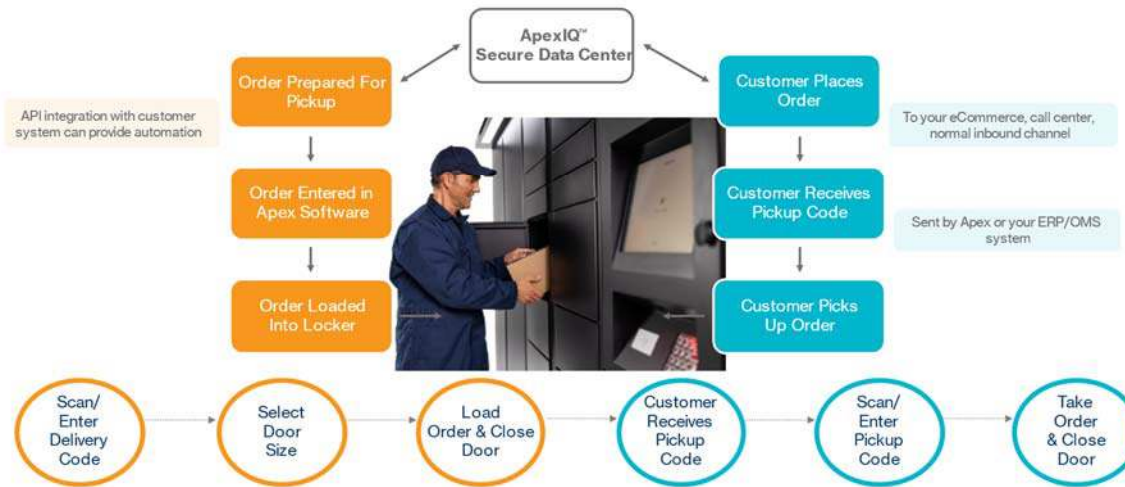 ApexIQ™
Secure Data Center
Order Prepared For
Pickup
Customer Places
Order
API integration with customer
system can provide automation
To your eCommerce, call center,
normal inbound channel
Order Entered in
Apex Software
Customer Receives
Pickup Code
Sent by Apex or your ERP/OMS
system
Order Loaded
Into Locker
Customer Picks
Up Order
Scan/
Enter
Delivery
Code
Select
Door
Size
Load
Order & Close
Door
Customer
Receives
Pickup
Code
Scan/
Enter
Pickup
Code
Take
Order
& Close
Door